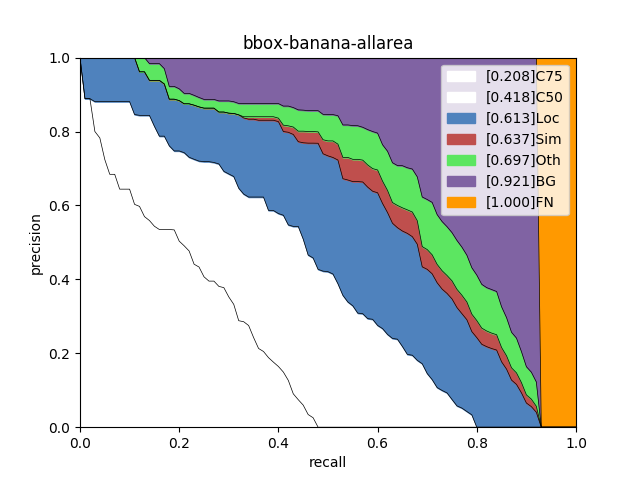 bbox-banana-allarea
1.0
0.8
0.6
0.4
0.2
0.0
precision
[0.208]C75
[0.418]C50
[0.613]Loc
[0.637]Sim
[0.697]Oth
[0.921]BG
[1.000]FN
0.0 0.2 0.4 0.6 0.8 1.0
recall